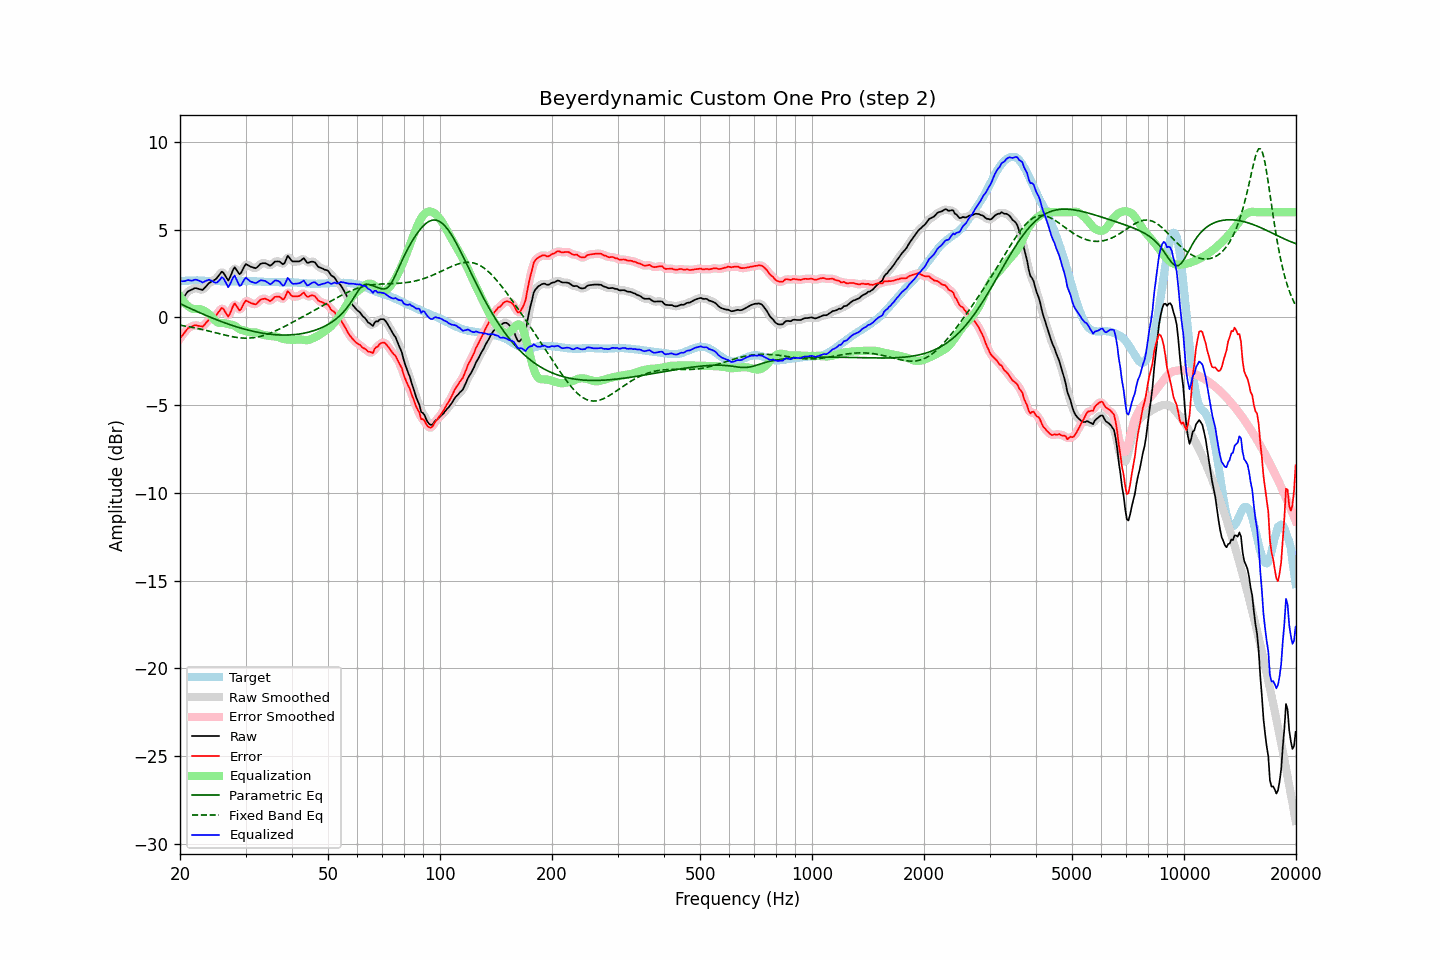 Beyerdynamic Custom One Pro (step 2)
10
5
0
−5
−10
−15
−20
−25
−30
Amplitude (dBr)
Target
Raw Smoothed
Error Smoothed
Raw
Error
Equalization
Parametric Eq
Fixed Band Eq
Equalized
20 50 100 200 500 1000 2000 5000 10000 20000
Frequency (Hz)